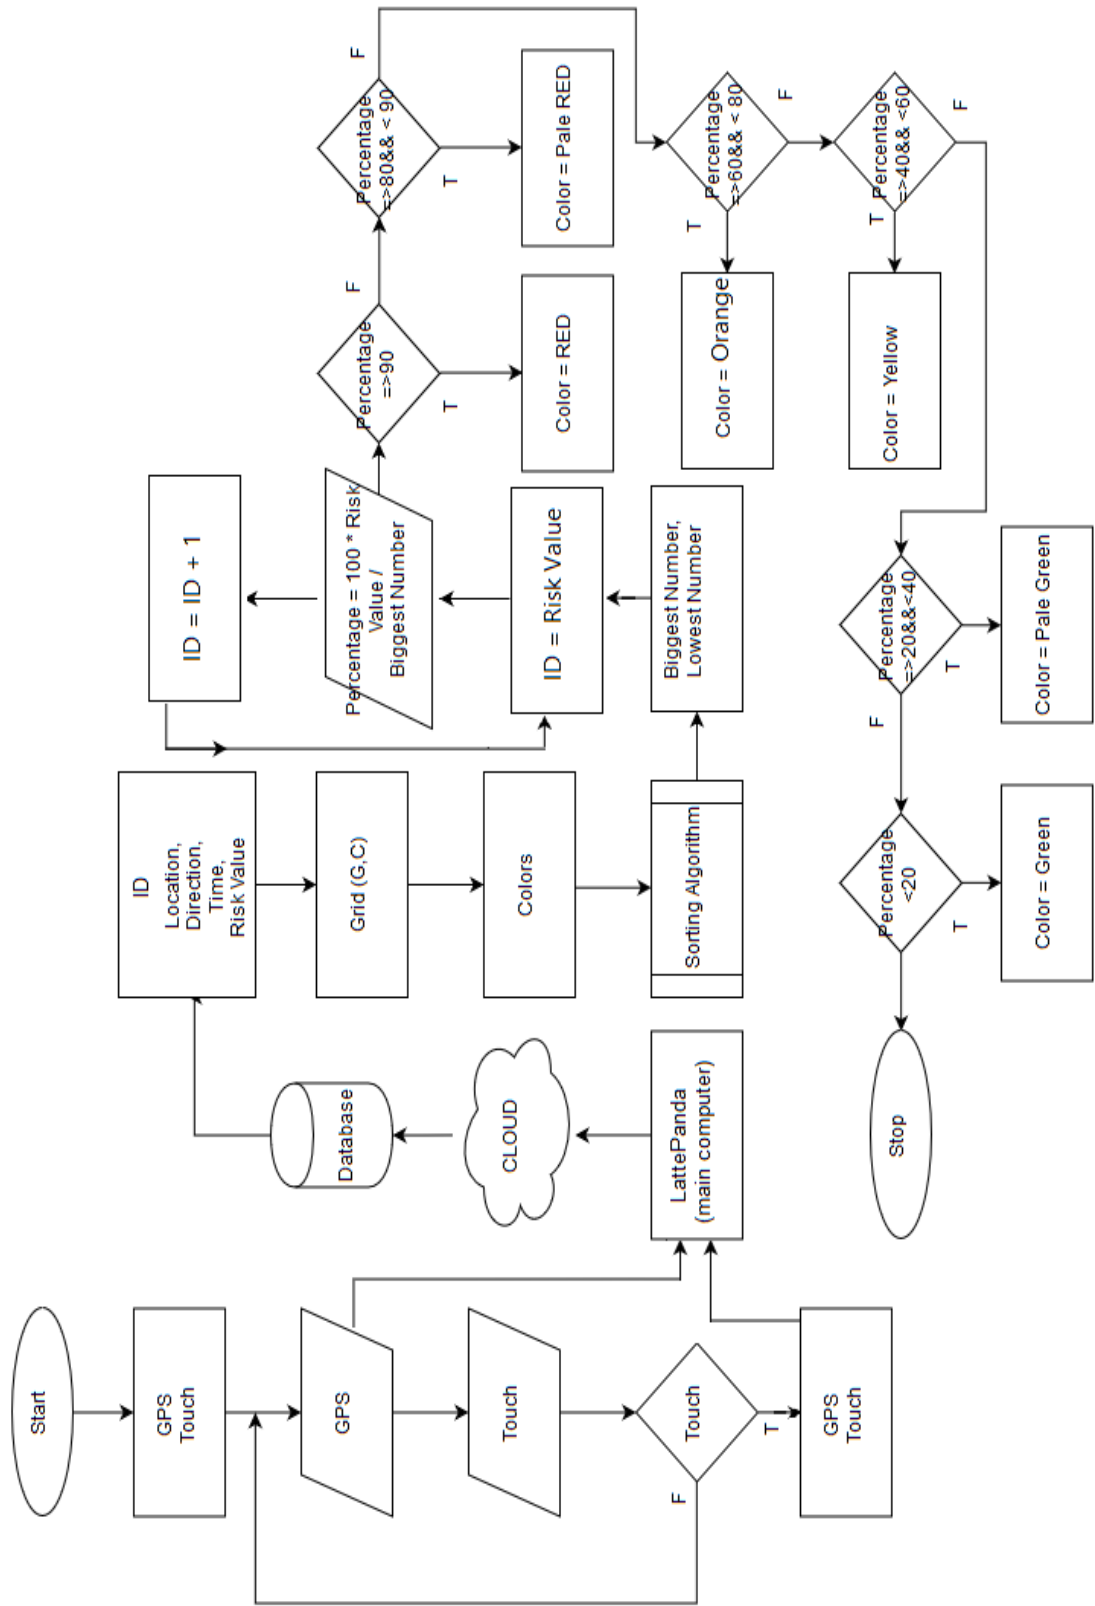 Start
GPS
Touch
GPS
Touch
Touch
F
T
GPS
Touch
LattePanda
(main computer)
CLOUD
Database
ID
Location,
Direction,
Time,
Risk Value
Grid (G,C)
Colors
Sorting Algorithm
Biggest Number,
Lowest Number
ID = Risk Value
Percentage = 100 * Risk
Value /
Biggest Number
ID = ID + 1
Percentage
=>90
T
F
Color = RED
Percentage
=>80&& < 90
T
F
Color = Pale RED
Percentage
=>60&& < 80
T
F
Color = Orange
Percentage
=>40&& <60
T
F
Color = Yellow
Percentage
=>20&&<40
T
F
Color = Pale Green
Percentage
<20
T
Color = Green
Stop